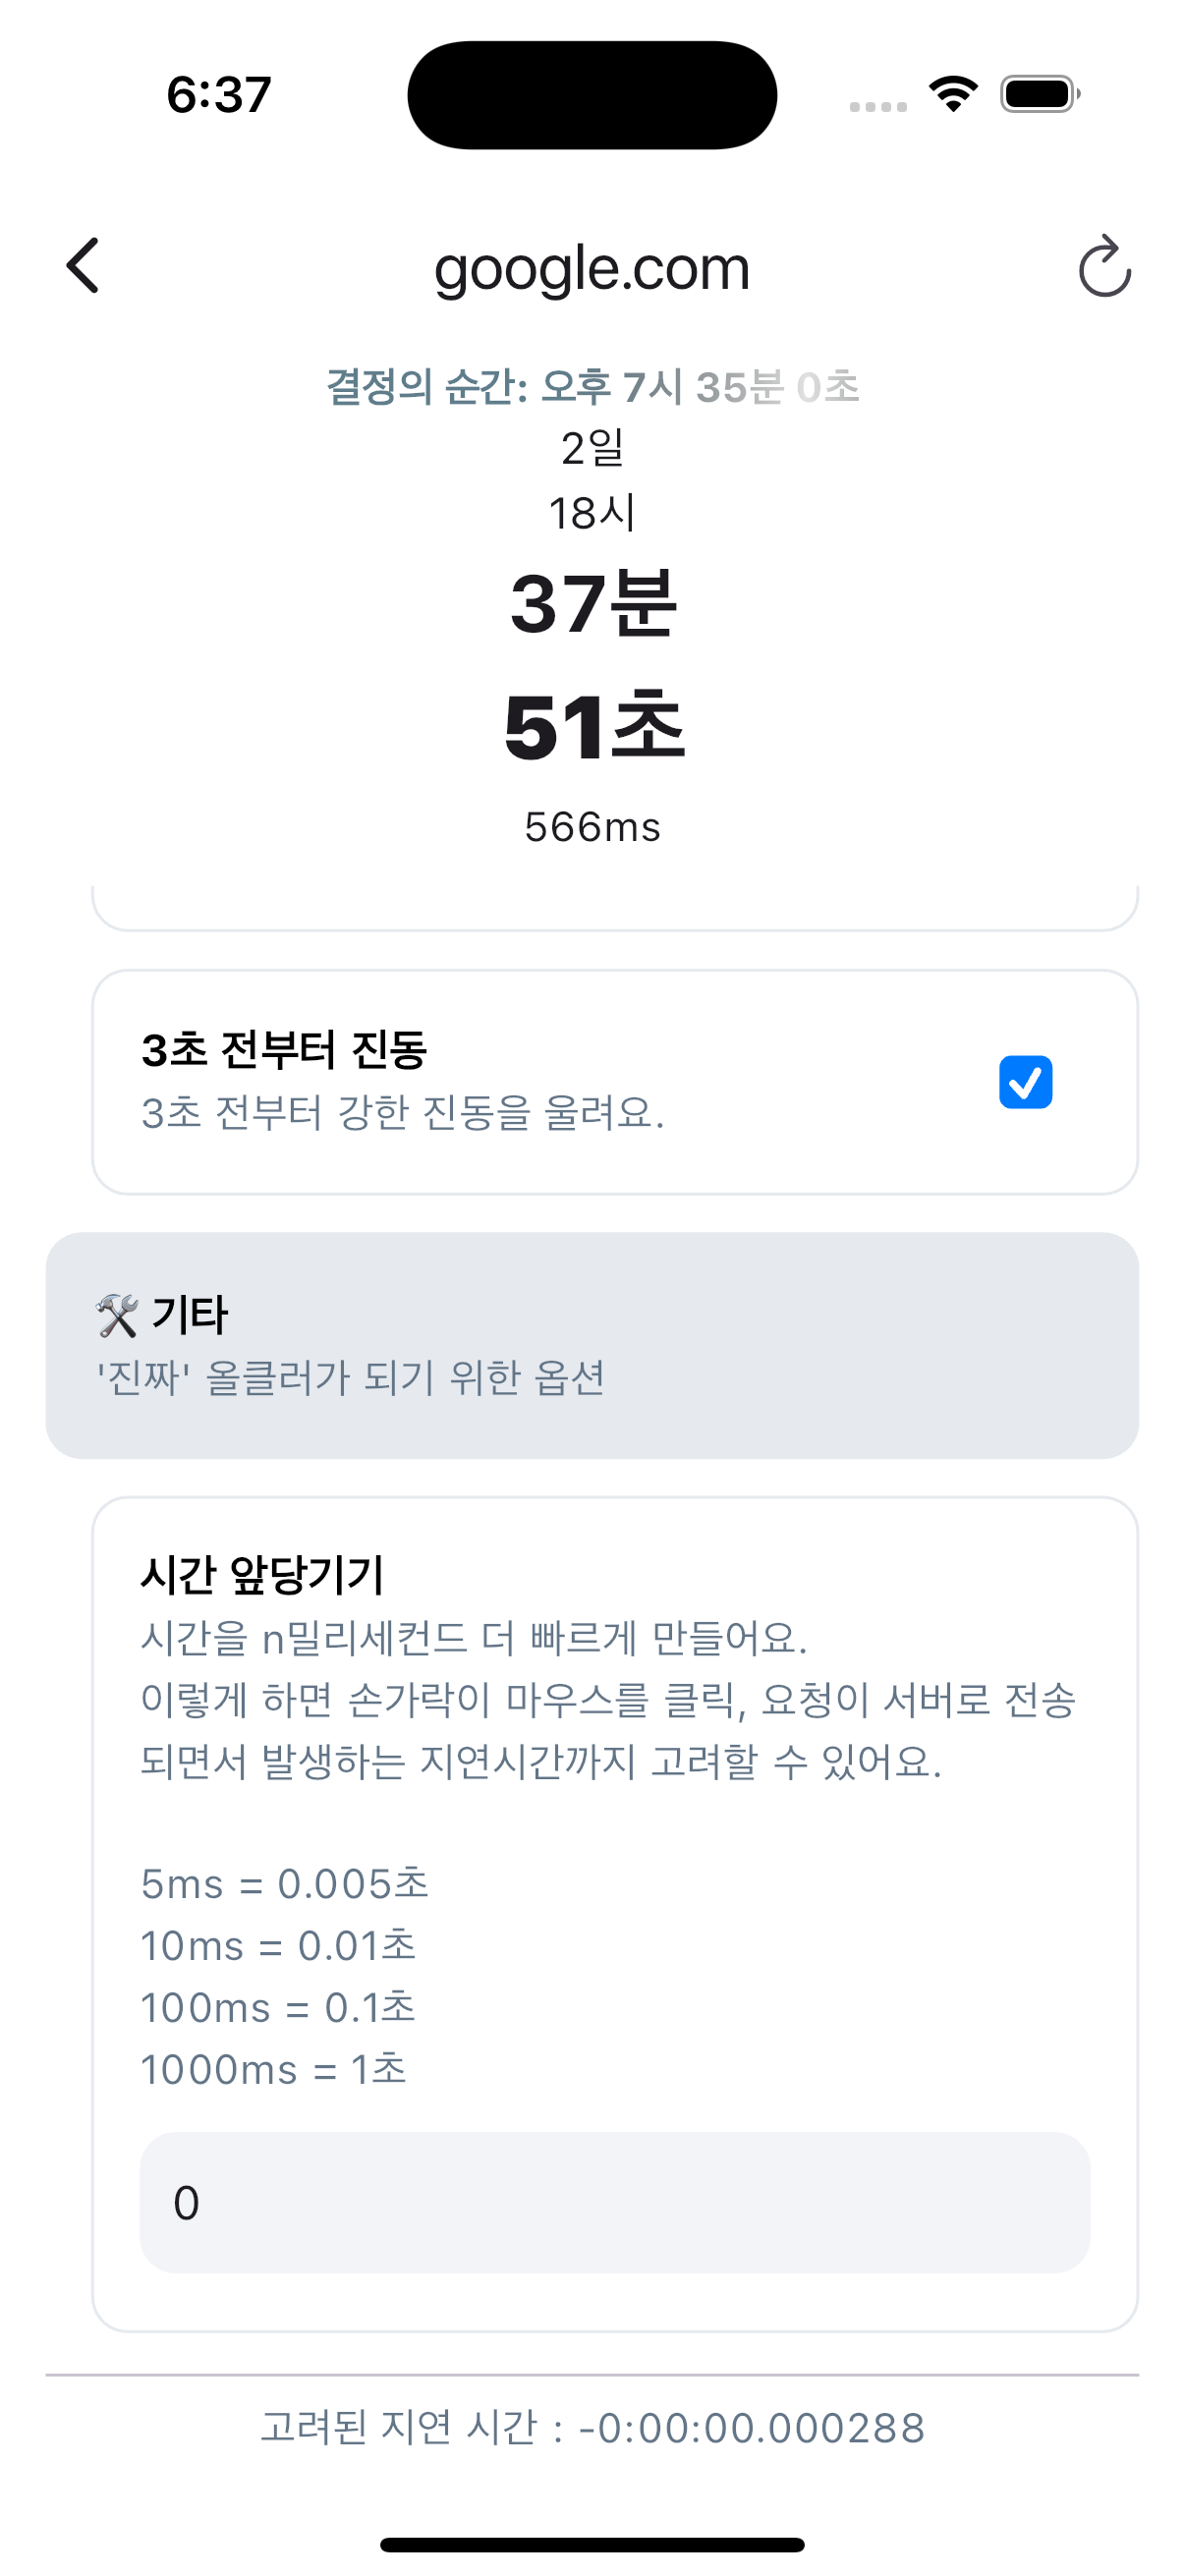 6:37
google.com
결정의 순간: 오후 7시 35분 0초
2일
18시
37분
51초
566ms
3초 전부터 진동
3초 전부터 강한 진동을 울려요.
🛠️ 기타
'진짜' 올클러가 되기 위한 옵션
시간 앞당기기
시간을 n밀리세컨드 더 빠르게 만들어요.
이렇게 하면 손가락이 마우스를 클릭, 요청이 서버로 전송
되면서 발생하는 지연시간까지 고려할 수 있어요.
5ms = 0.005초
10ms = 0.01초
100ms = 0.1초
1000ms = 1초
0
고려된 지연 시간 : -0:00:00.000288